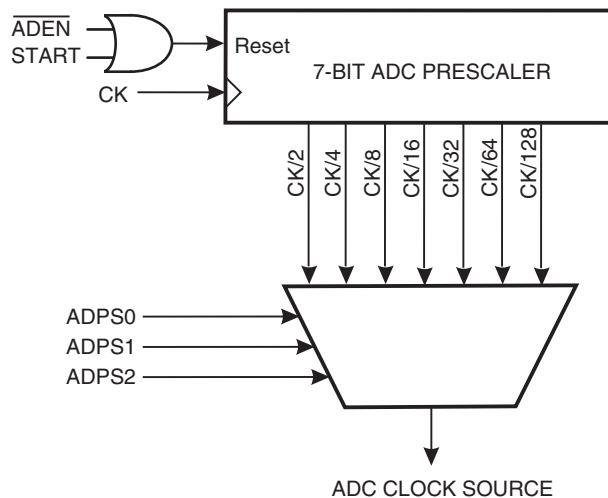 ADEN
START
Reset
7-BIT ADC PRESCALER
CK
CK/2
CK/4
CK/8
CK/16
CK/32
CK/64
CK/128
ADPS0
ADPS1
ADPS2
ADC CLOCK SOURCE